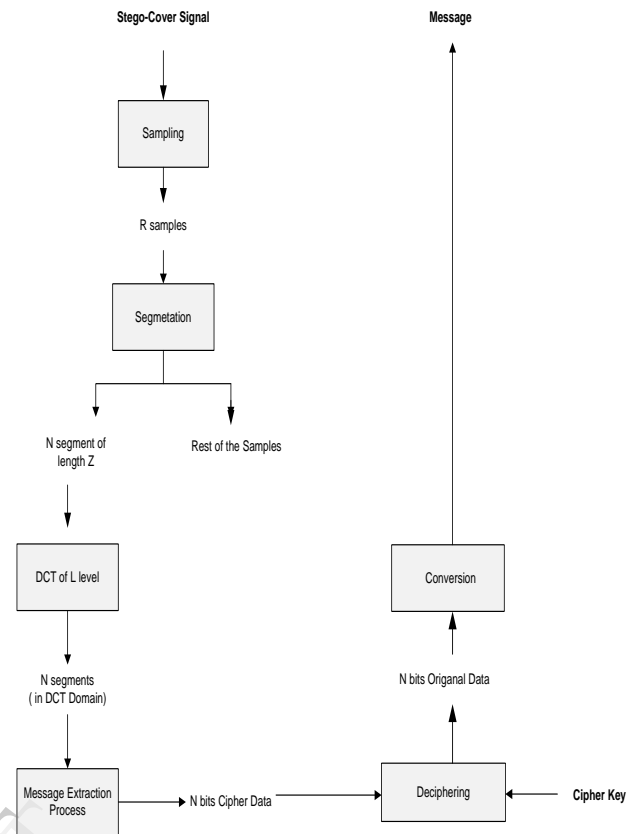 Stego-Cover Signal
Message
Sampling
R samples
Segmetation
N segment of
length Z
Rest of the Samples
DCT of L level
Conversion
N segments
( in DCT Domain)
N bits Origanal Data
Message Extraction
Process
N bits Cipher Data
Deciphering
Cipher Key